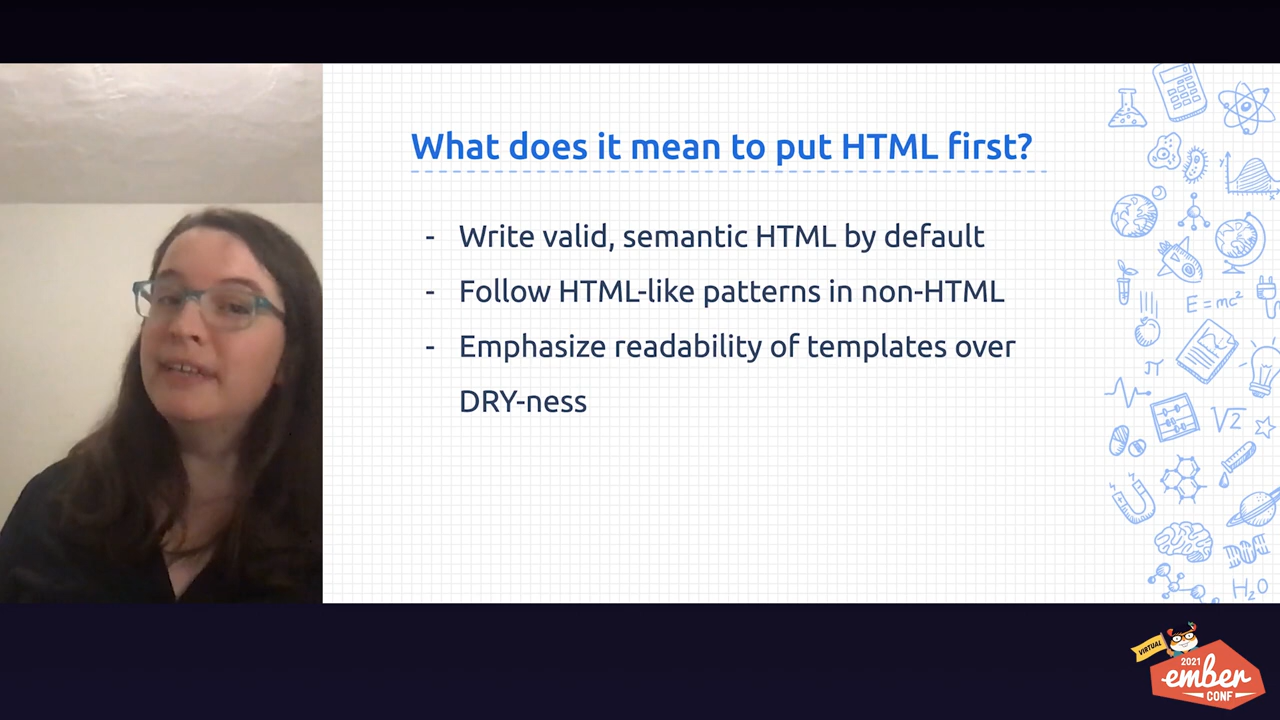 What does it mean to put HTML first?
- Write valid, semantic HTML by default
- Follow HTML-like patterns in non-HTML
- Emphasize readability of templates over
DRY-ness
y
x
E=mc²
π
√2
H₂O
VIRTUAL
2021
ember
CONF